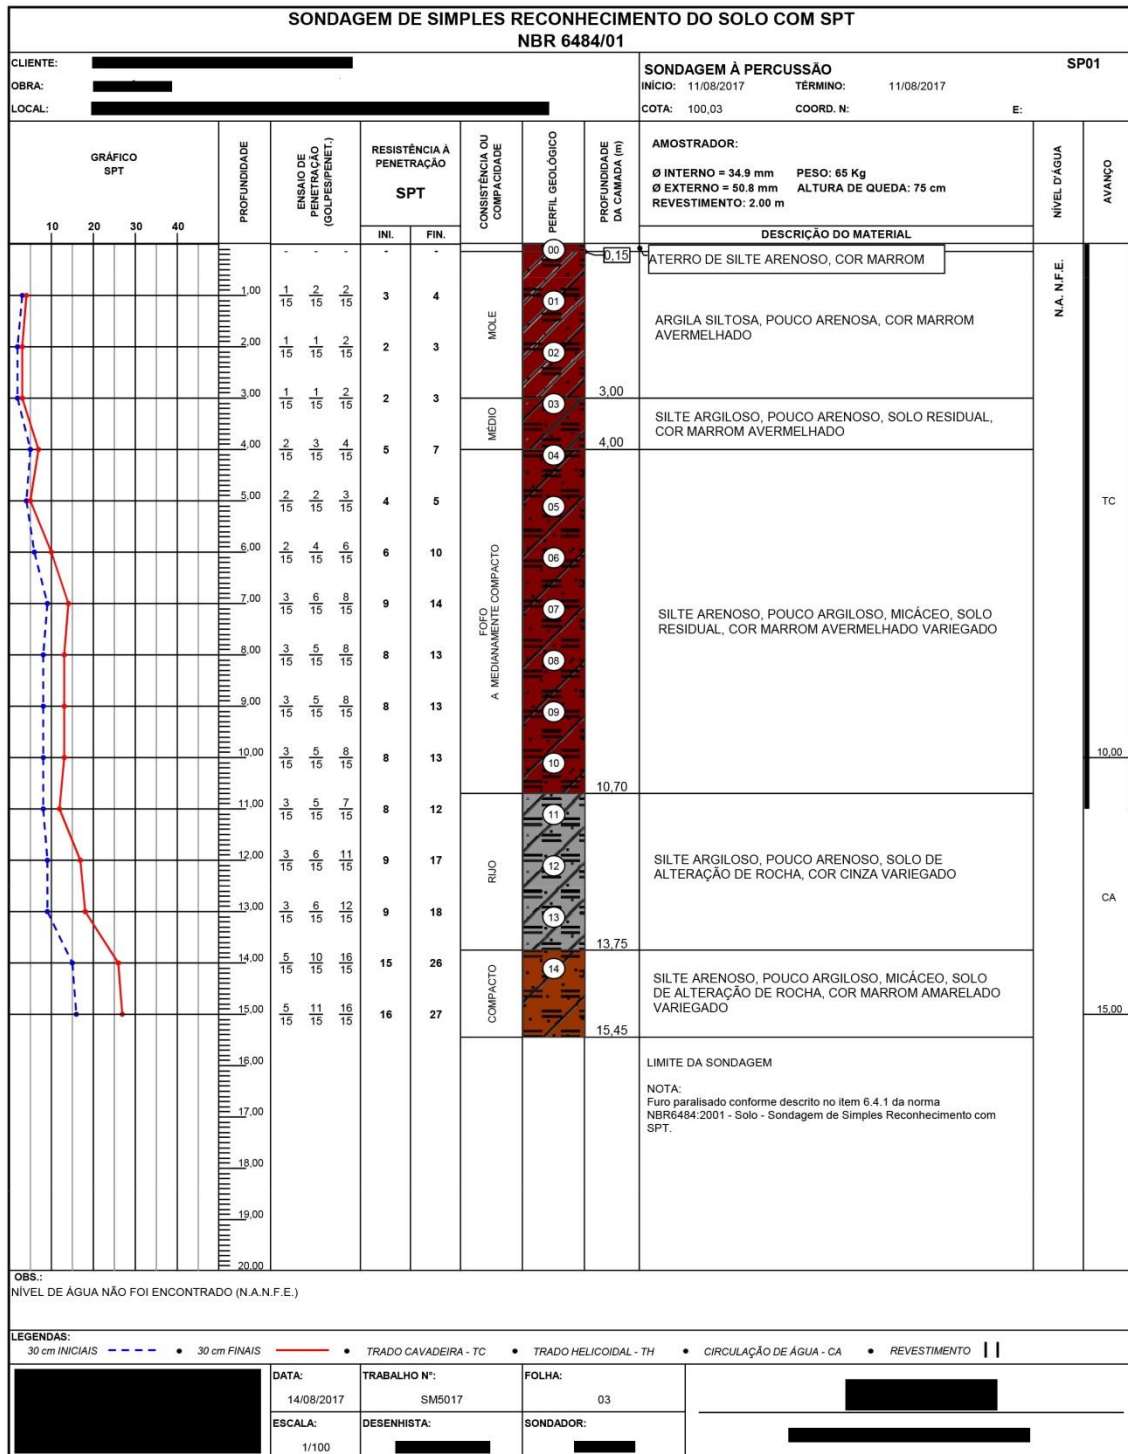 SONDAGEM DE SIMPLES RECONHECIMENTO DO SOLO COM SPT
NBR 6484/01
CLIENTE:
OBRA:
LOCAL:
SONDAGEM À PERCUSSÃO SP01
INÍCIO: 11/08/2017 TÉRMINO: 11/08/2017
COTA: 100,03 COORD. N: E:
GRÁFICO
SPT
10 20 30 40
PROFUNDIDADE
ENSAIO DE
PENETRAÇÃO
(GOLPES/PENET.)
RESISTÊNCIA À
PENETRAÇÃO
SPT
INI. FIN.
CONSISTÊNCIA OU
COMPACIDADE
PERFIL GEOLÓGICO
PROFUNDIDADE
DA CAMADA (m)
AMOSTRADOR:
Ø INTERNO = 34.9 mm PESO: 65 Kg
Ø EXTERNO = 50.8 mm ALTURA DE QUEDA: 75 cm
REVESTIMENTO: 2.00 m
DESCRIÇÃO DO MATERIAL
NÍVEL D'ÁGUA
AVANÇO
- - - - -
1,00 1/15 2/15 2/15 3 4
2,00 1/15 1/15 2/15 2 3
3,00 1/15 1/15 2/15 2 3
4,00 2/15 3/15 4/15 5 7
5,00 2/15 2/15 3/15 4 5
6,00 2/15 4/15 6/15 6 10
7,00 3/15 6/15 8/15 9 14
8,00 3/15 5/15 8/15 8 13
9,00 3/15 5/15 8/15 8 13
10,00 3/15 5/15 8/15 8 13
11,00 3/15 5/15 7/15 8 12
12,00 3/15 6/15 11/15 9 17
13,00 3/15 6/15 12/15 9 18
14,00 5/15 10/15 16/15 15 26
15,00 5/15 11/15 16/15 16 27
16,00
17,00
18,00
19,00
20,00
MOLE
MÉDIO
FOFO
A MEDIANAMENTE COMPACTO
RIJO
COMPACTO
00
01
02
03
04
05
06
07
08
09
10
11
12
13
14
0,15
3,00
4,00
10,70
13,75
15,45
ATERRO DE SILTE ARENOSO, COR MARROM
ARGILA SILTOSA, POUCO ARENOSA, COR MARROM
AVERMELHADO
SILTE ARGILOSO, POUCO ARENOSO, SOLO RESIDUAL,
COR MARROM AVERMELHADO
SILTE ARENOSO, POUCO ARGILOSO, MICÁCEO, SOLO
RESIDUAL, COR MARROM AVERMELHADO VARIEGADO
SILTE ARGILOSO, POUCO ARENOSO, SOLO DE
ALTERAÇÃO DE ROCHA, COR CINZA VARIEGADO
SILTE ARENOSO, POUCO ARGILOSO, MICÁCEO, SOLO
DE ALTERAÇÃO DE ROCHA, COR MARROM AMARELADO
VARIEGADO
LIMITE DA SONDAGEM
NOTA:
Furo paralisado conforme descrito no item 6.4.1 da norma
NBR6484:2001 - Solo - Sondagem de Simples Reconhecimento com
SPT.
N.A. N.F.E.
TC
10,00
CA
15,00
OBS.:
NÍVEL DE ÁGUA NÃO FOI ENCONTRADO (N.A.N.F.E.)
LEGENDAS:
30 cm INICIAIS • 30 cm FINAIS • TRADO CAVADEIRA - TC • TRADO HELICOIDAL - TH • CIRCULAÇÃO DE ÁGUA - CA • REVESTIMENTO
DATA: TRABALHO Nº: FOLHA:
14/08/2017 SM5017 03
ESCALA: DESENHISTA: SONDADOR:
1/100